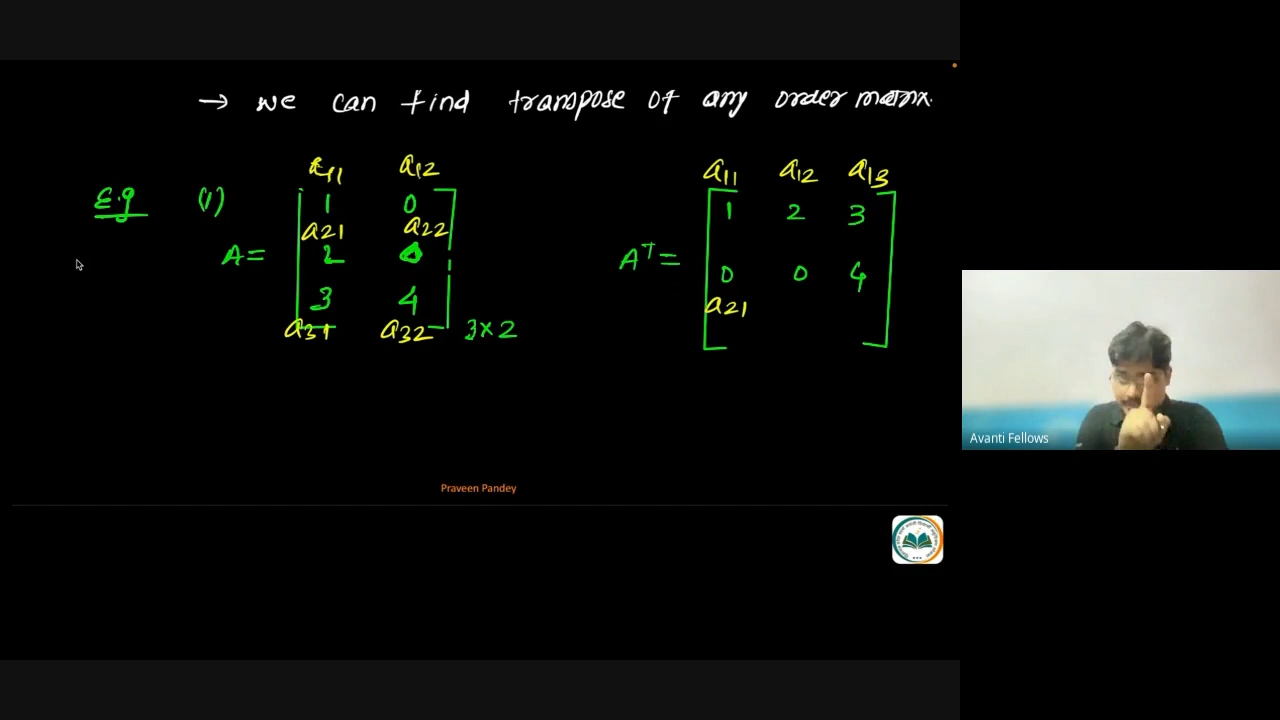 → we can find transpose of any order matrix.
a11 a12 a11 a12 a13
E.g (1) 1 0 1 2 3
a21 a22
A= 2 0 Aᵀ= 0 0 4
3 4 a21
a31 a32 3×2
Avanti Fellows
Praveen Pandey